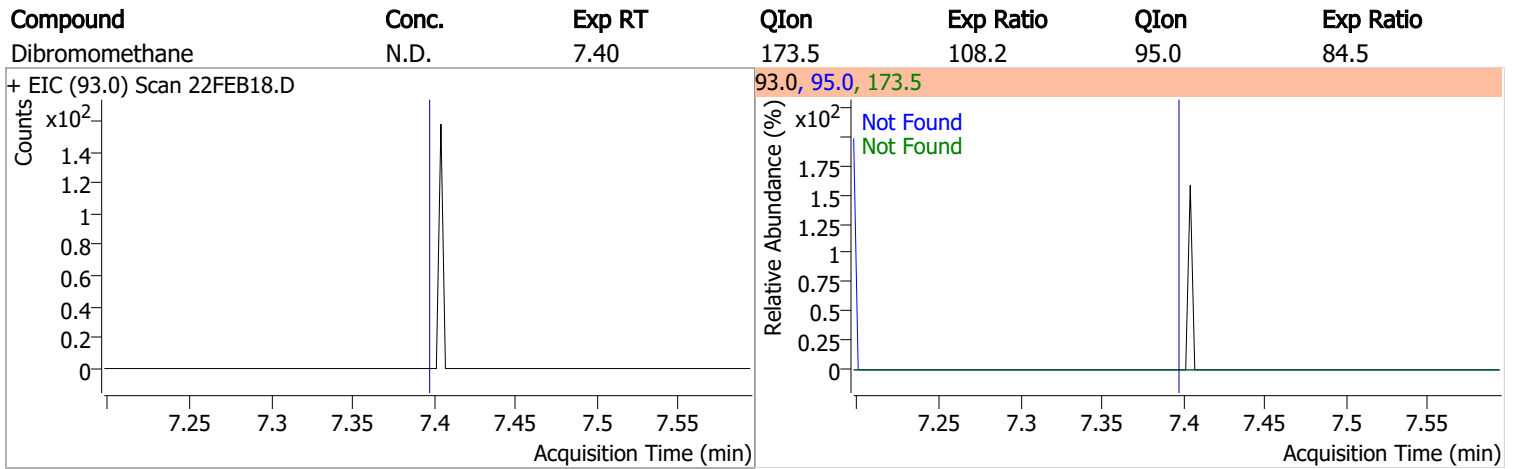 Compound Conc. Exp RT QIon Exp Ratio QIon Exp Ratio
Dibromomethane N.D. 7.40 173.5 108.2 95.0 84.5
+ EIC (93.0) Scan 22FEB18.D
Counts
x10²
1.4
1.2
1
0.8
0.6
0.4
0.2
0
7.25 7.3 7.35 7.4 7.45 7.5 7.55
Acquisition Time (min)
93.0, 95.0, 173.5
Relative Abundance (%)
x10²
Not Found
Not Found
1.75
1.5
1.25
1
0.75
0.5
0.25
0
7.25 7.3 7.35 7.4 7.45 7.5 7.55
Acquisition Time (min)